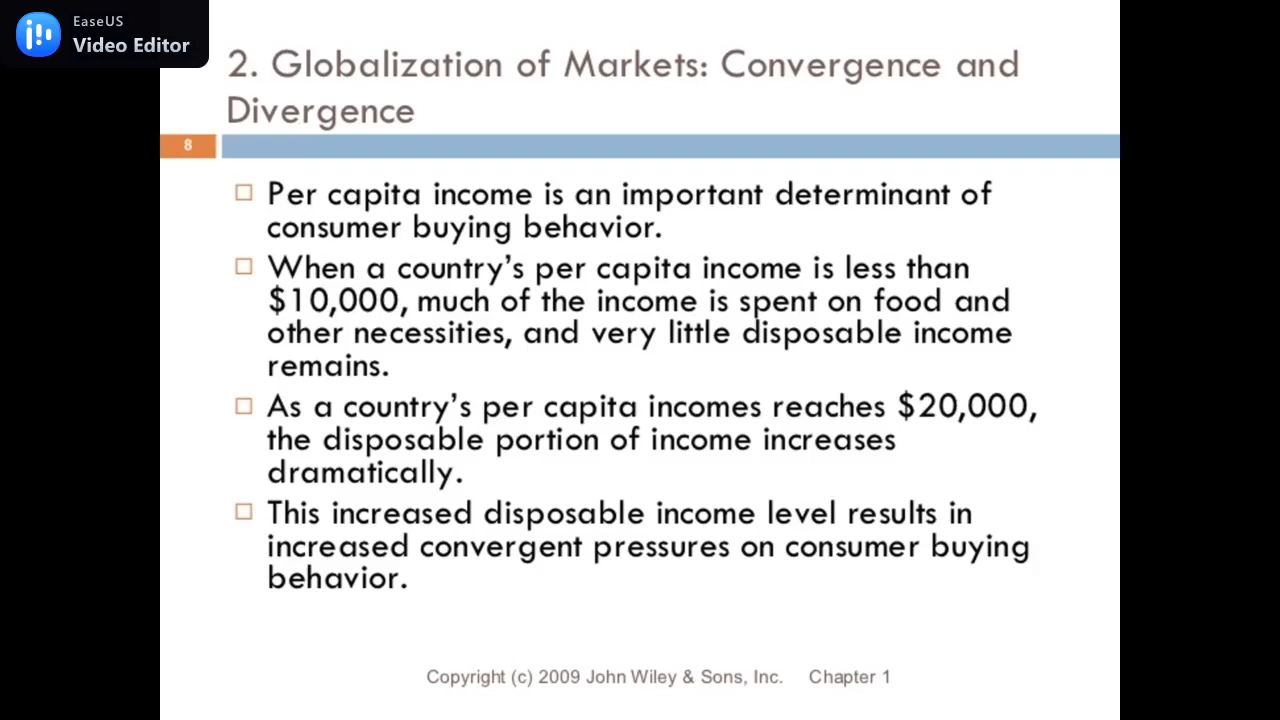 EaseUS
Video Editor
2. Globalization of Markets: Convergence and
Divergence
8
Per capita income is an important determinant of
consumer buying behavior.
When a country’s per capita income is less than
$10,000, much of the income is spent on food and
other necessities, and very little disposable income
remains.
As a country’s per capita incomes reaches $20,000,
the disposable portion of income increases
dramatically.
This increased disposable income level results in
increased convergent pressures on consumer buying
behavior.
Copyright (c) 2009 John Wiley & Sons, Inc. Chapter 1